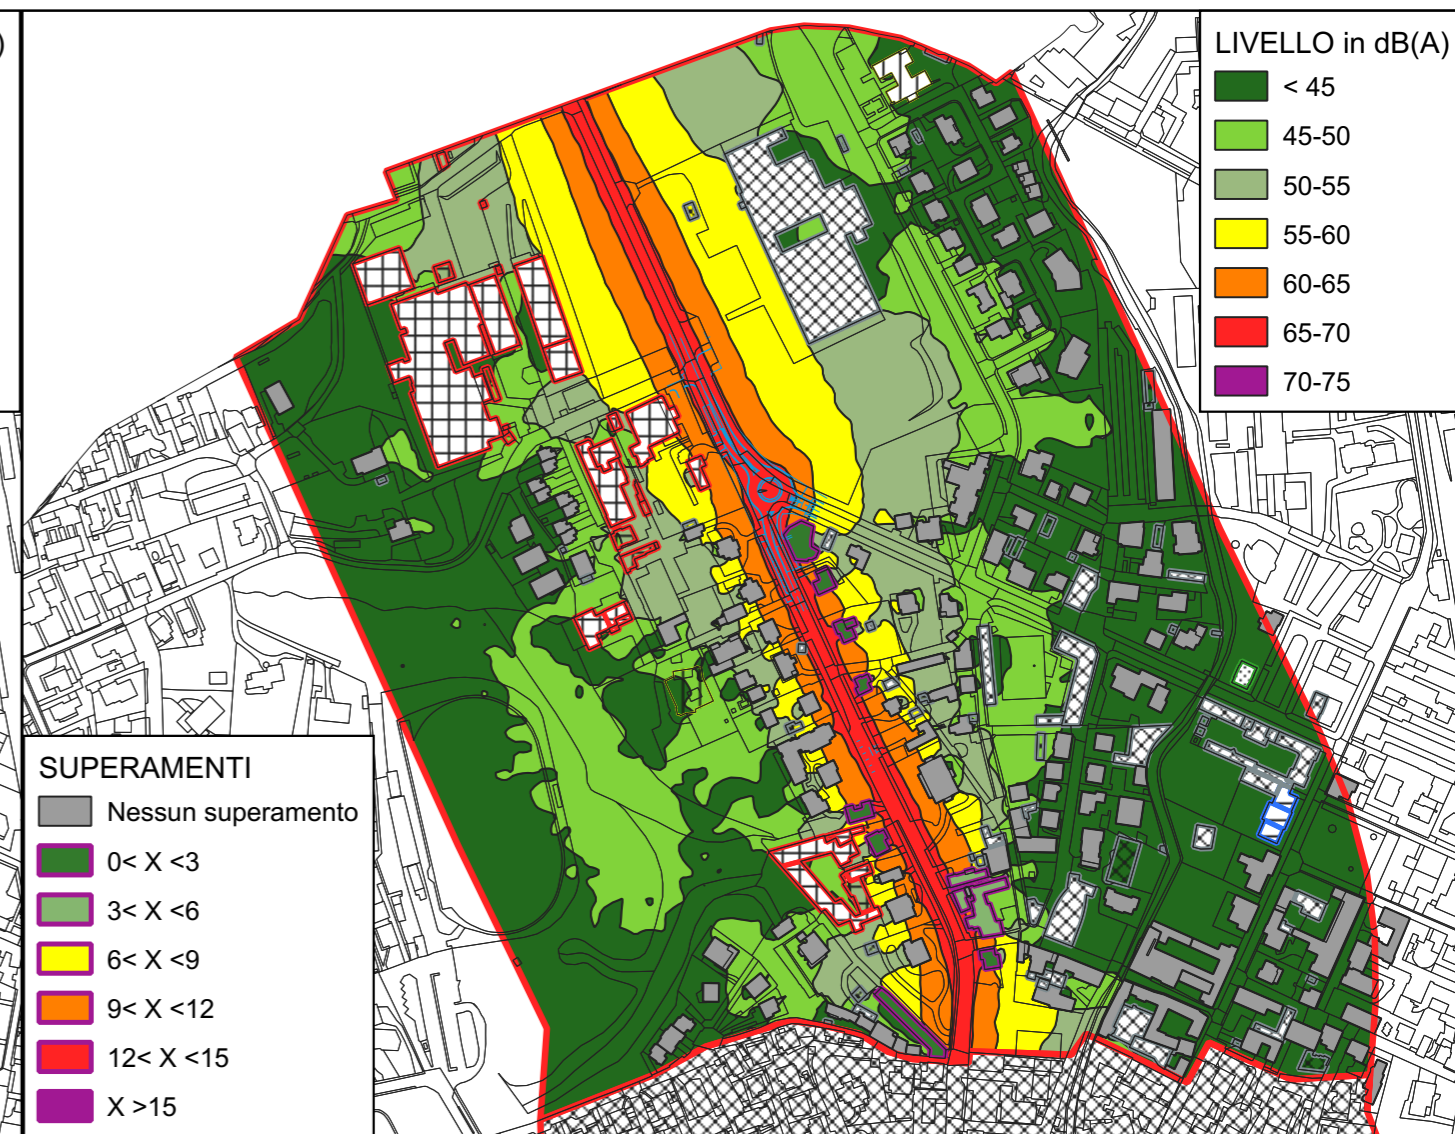 )
LIVELLO in dB(A)
< 45
45-50
50-55
55-60
60-65
65-70
70-75
SUPERAMENTI
Nessun superamento
0< X <3
3< X <6
6< X <9
9< X <12
12< X <15
X >15